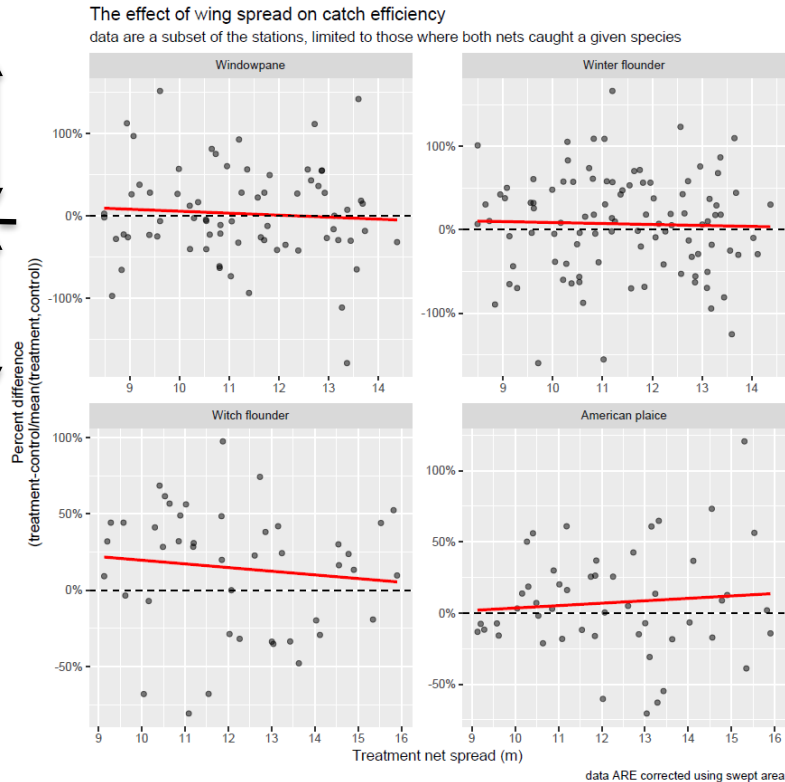 The effect of wing spread on catch efficiency
data are a subset of the stations, limited to those where both nets caught a given species
Windowpane
Winter flounder
100%
0%
-100%
100%
0%
-100%
9 10 11 12 13 14
9 10 11 12 13 14
Percent difference
(treatment-control/mean(treatment,control))
Witch flounder
American plaice
100%
50%
0%
-50%
100%
50%
0%
-50%
9 10 11 12 13 14 15 16
9 10 11 12 13 14 15 16
Treatment net spread (m)
data ARE corrected using swept area